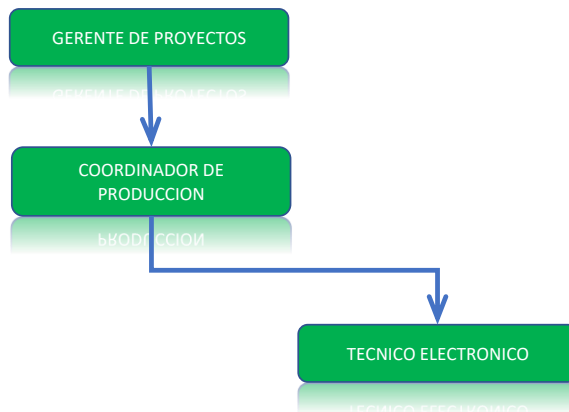 GERENTE DE PROYECTOS
COORDINADOR DE
PRODUCCION
TECNICO ELECTRONICO